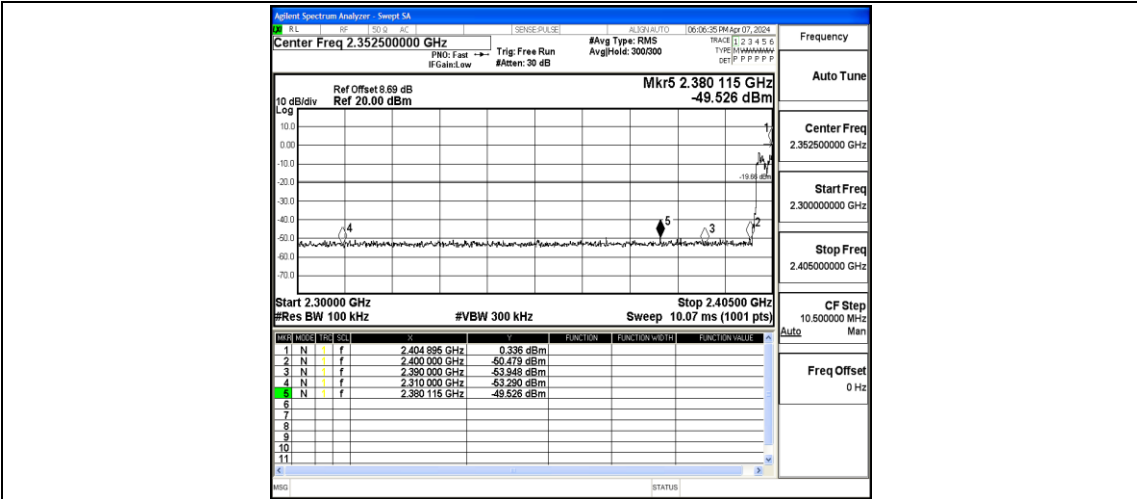 Agilent Spectrum Analyzer - Swept SA
RL RF 50 Ω AC SENSE:PULSE ALIGNAUTO 06:06:35 PM Apr 07, 2024
Center Freq 2.352500000 GHz
PNO: Fast
IFGain:Low
Trig: Free Run
#Atten: 30 dB
#Avg Type: RMS
Avg|Hold: 300/300
TRACE 1 2 3 4 5 6
TYPE MWWWWW
DET P P P P P P
Frequency
Auto Tune
Center Freq
2.352500000 GHz
Start Freq
2.300000000 GHz
Stop Freq
2.405000000 GHz
CF Step
10.500000 MHz
Auto Man
Freq Offset
0 Hz
Mkr5 2.380 115 GHz
-49.526 dBm
Ref Offset 8.69 dB
10 dB/div Ref 20.00 dBm
Log
10.0
0.00
-10.0
-20.0
-30.0
-40.0
-50.0
-60.0
-70.0
1
-19.66 dBm
4
5
3
2
Start 2.30000 GHz Stop 2.40500 GHz
#Res BW 100 kHz #VBW 300 kHz Sweep 10.07 ms (1001 pts)
MKR MODE TRC SCL X Y FUNCTION FUNCTION WIDTH FUNCTION VALUE
1 N 1 f 2.404 895 GHz 0.336 dBm
2 N 1 f 2.400 000 GHz -50.479 dBm
3 N 1 f 2.390 000 GHz -53.948 dBm
4 N 1 f 2.310 000 GHz -53.290 dBm
5 N 1 f 2.380 115 GHz -49.526 dBm
6
7
8
9
10
11
MSG STATUS